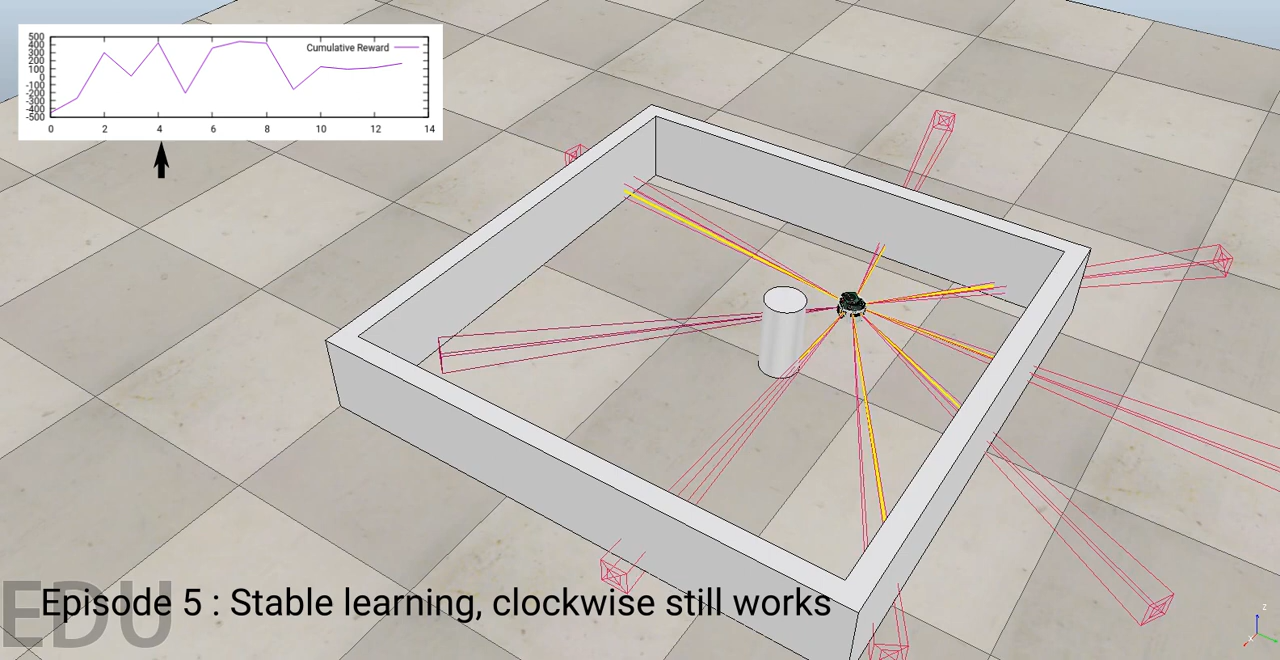 500
400
300
200
100
0
-100
-200
-300
-400
-500
Cumulative Reward
0 2 4 6 8 10 12 14
EDU
Episode 5 : Stable learning, clockwise still works
z
x